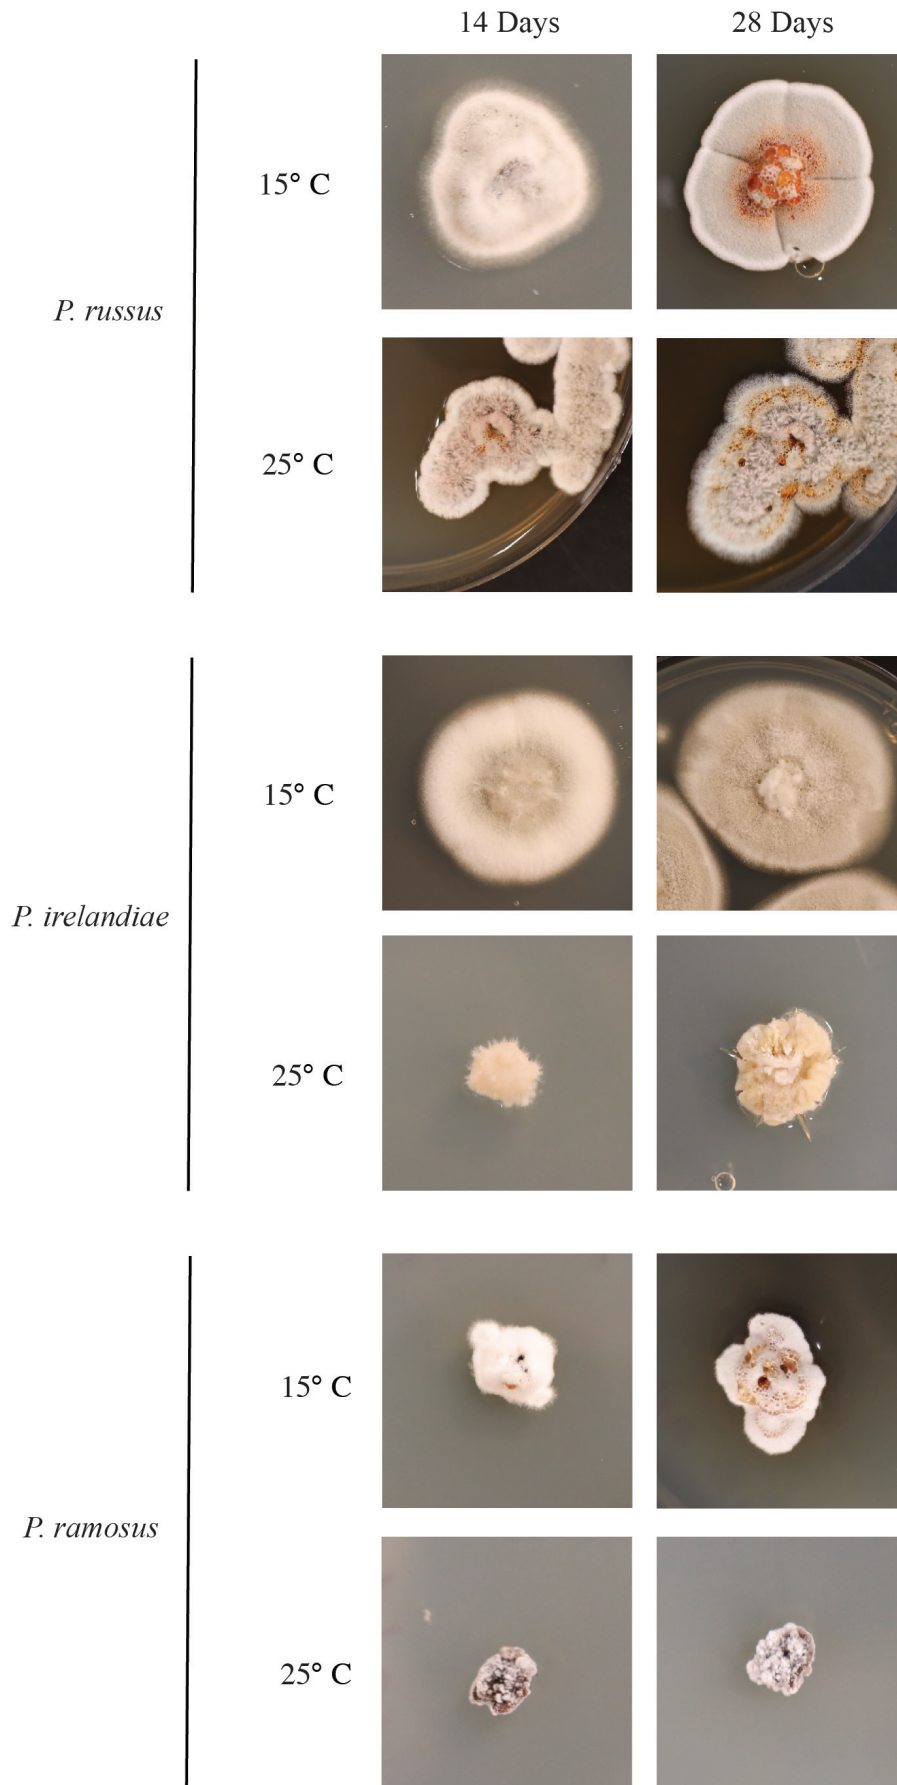 14 Days
28 Days
P. russus
15° C
25° C
P. irelandiae
15° C
25° C
P. ramosus
15° C
25° C